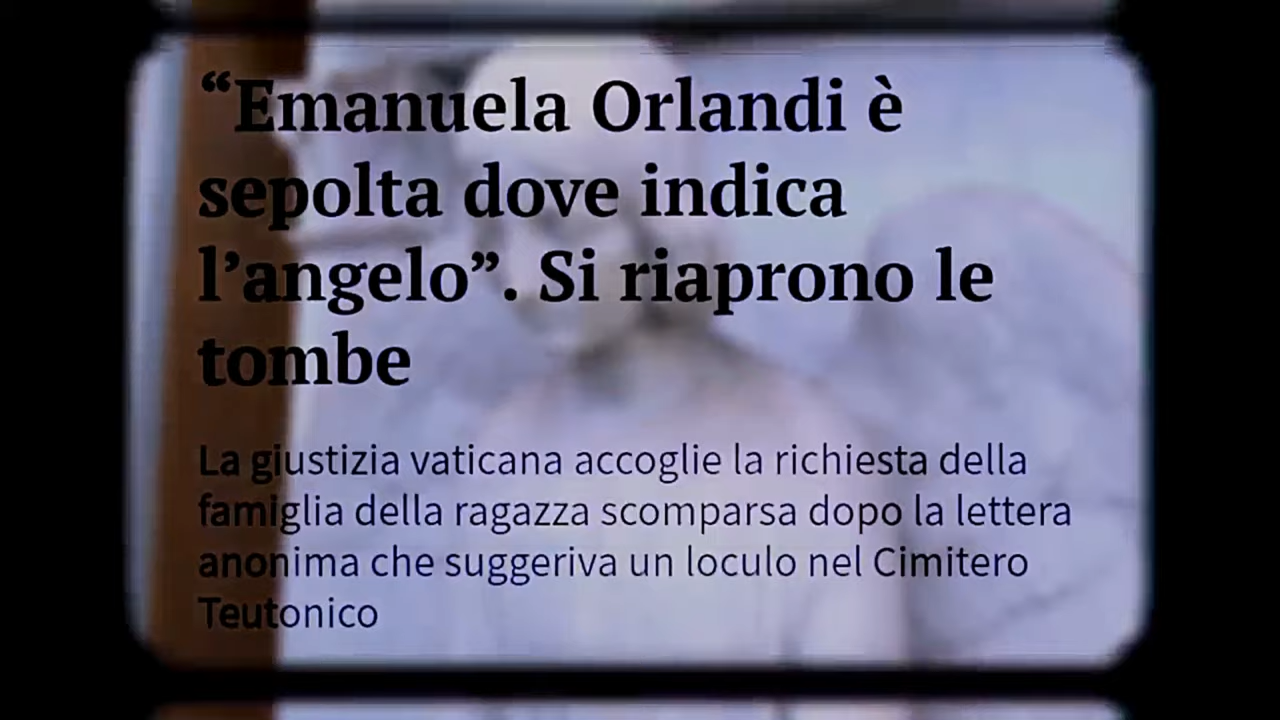 “Emanuela Orlandi è
sepolta dove indica
l’angelo”. Si riaprono le
tombe
La giustizia vaticana accoglie la richiesta della
famiglia della ragazza scomparsa dopo la lettera
anonima che suggeriva un loculo nel Cimitero
Teutonico